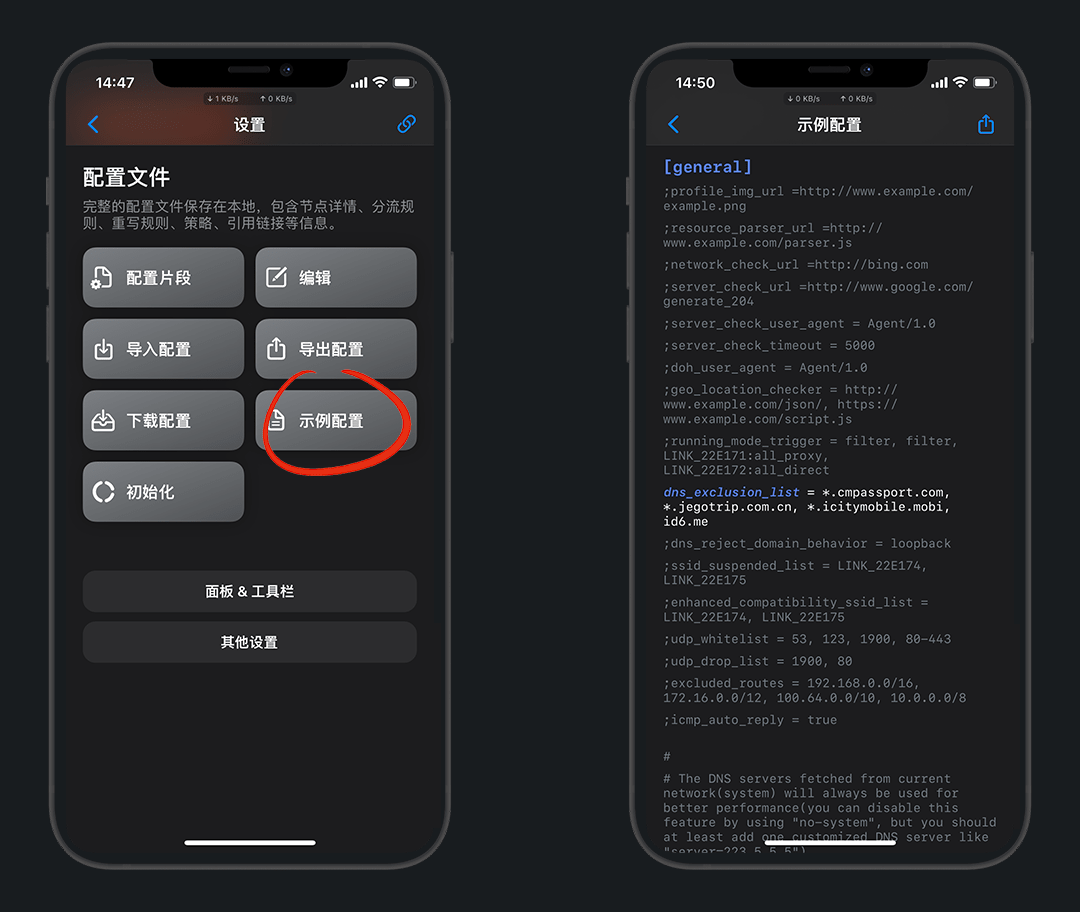 14:47
↓ 1 KB/s ↑ 0 KB/s
设置
配置文件
完整的配置文件保存在本地，包含节点详情、分流规
则、重写规则、策略、引用链接等信息。
配置片段
编辑
导入配置
导出配置
下载配置
示例配置
初始化
面板 & 工具栏
其他设置
14:50
↓ 0 KB/s ↑ 0 KB/s
示例配置
[general]
;profile_img_url =http://www.example.com/
example.png
;resource_parser_url =http://
www.example.com/parser.js
;network_check_url =http://bing.com
;server_check_url =http://www.google.com/
generate_204
;server_check_user_agent = Agent/1.0
;server_check_timeout = 5000
;doh_user_agent = Agent/1.0
;geo_location_checker = http://
www.example.com/json/, https://
www.example.com/script.js
;running_mode_trigger = filter, filter,
LINK_22E171:all_proxy,
LINK_22E172:all_direct
dns_exclusion_list = *.cmpassport.com,
*.jegotrip.com.cn, *.icitymobile.mobi,
id6.me
;dns_reject_domain_behavior = loopback
;ssid_suspended_list = LINK_22E174,
LINK_22E175
;enhanced_compatibility_ssid_list =
LINK_22E174, LINK_22E175
;udp_whitelist = 53, 123, 1900, 80-443
;udp_drop_list = 1900, 80
;excluded_routes = 192.168.0.0/16,
172.16.0.0/12, 100.64.0.0/10, 10.0.0.0/8
;icmp_auto_reply = true
#
# The DNS servers fetched from current
network(system) will always be used for
better performance(you can disable this
feature by using "no-system", but you should
at least add one customized DNS server like
"server=223.5.5.5")